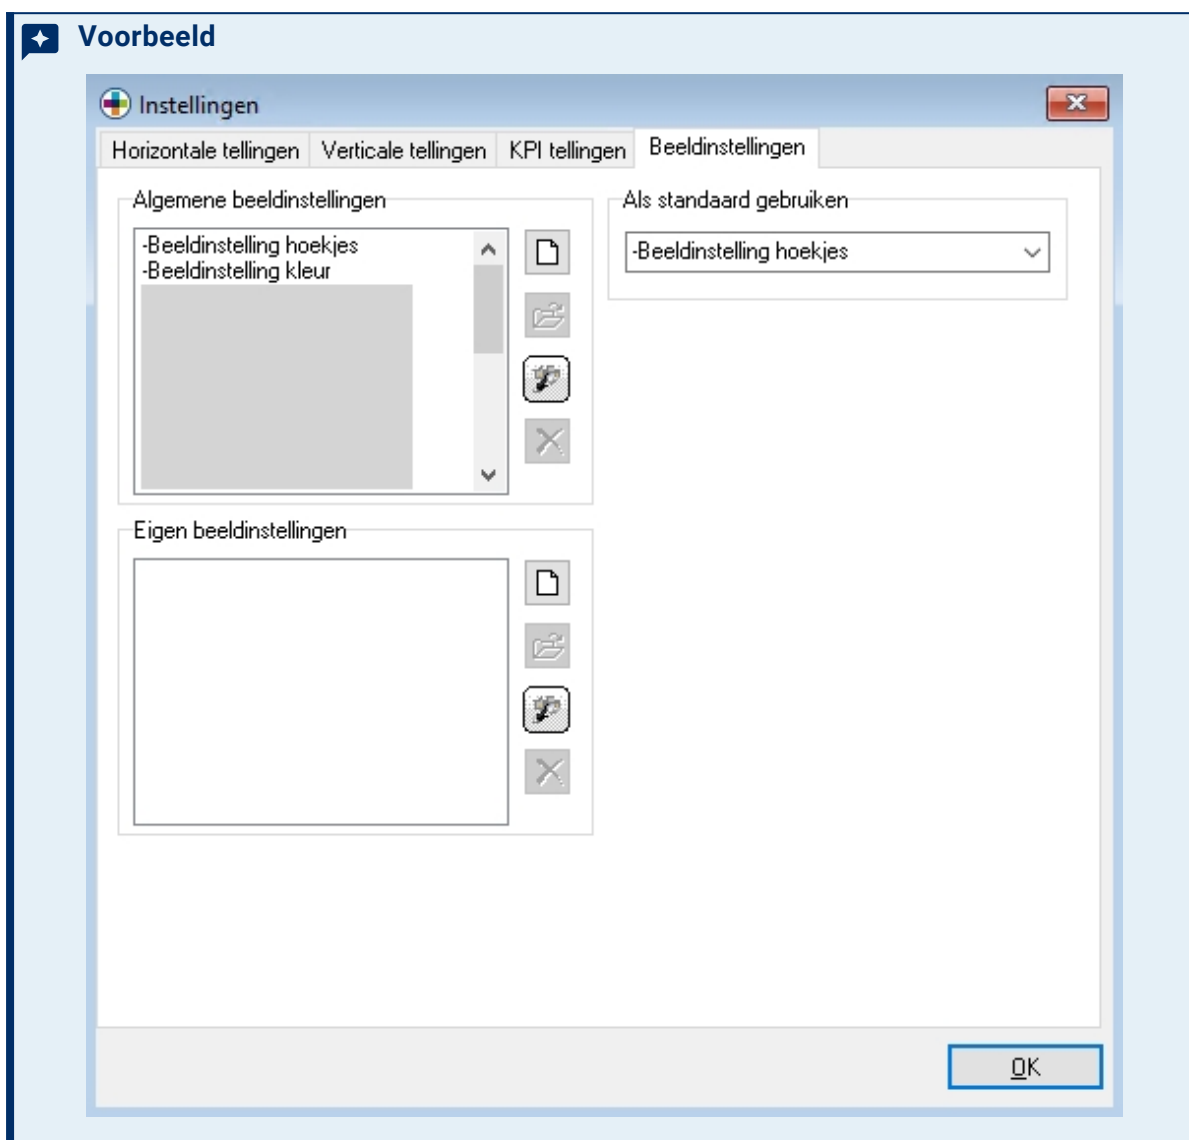 Voorbeeld
Instellingen
Horizontale tellingen Verticale tellingen KPI tellingen Beeldinstellingen
Algemene beeldinstellingen
-Beeldinstelling hoekjes
-Beeldinstelling kleur
Als standaard gebruiken
-Beeldinstelling hoekjes
Eigen beeldinstellingen
OK